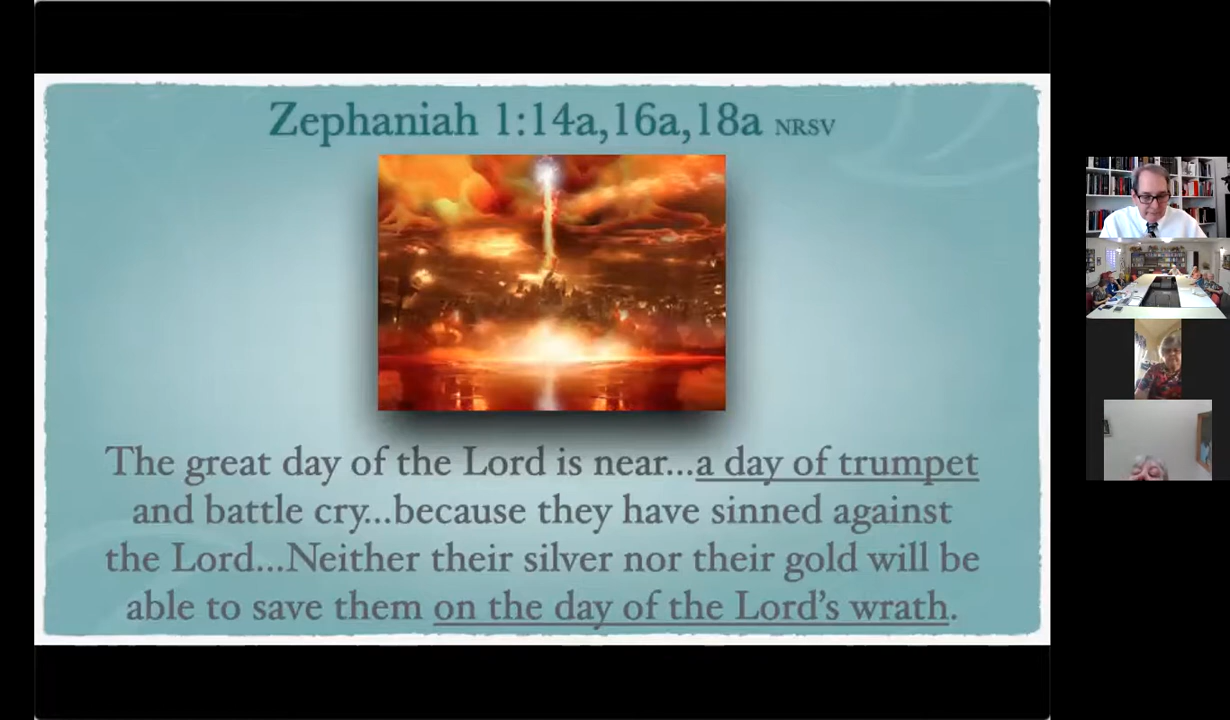 Zephaniah 1:14a,16a,18a NRSV
The great day of the Lord is near...a day of trumpet
and battle cry...because they have sinned against
the Lord...Neither their silver nor their gold will be
able to save them on the day of the Lord’s wrath.